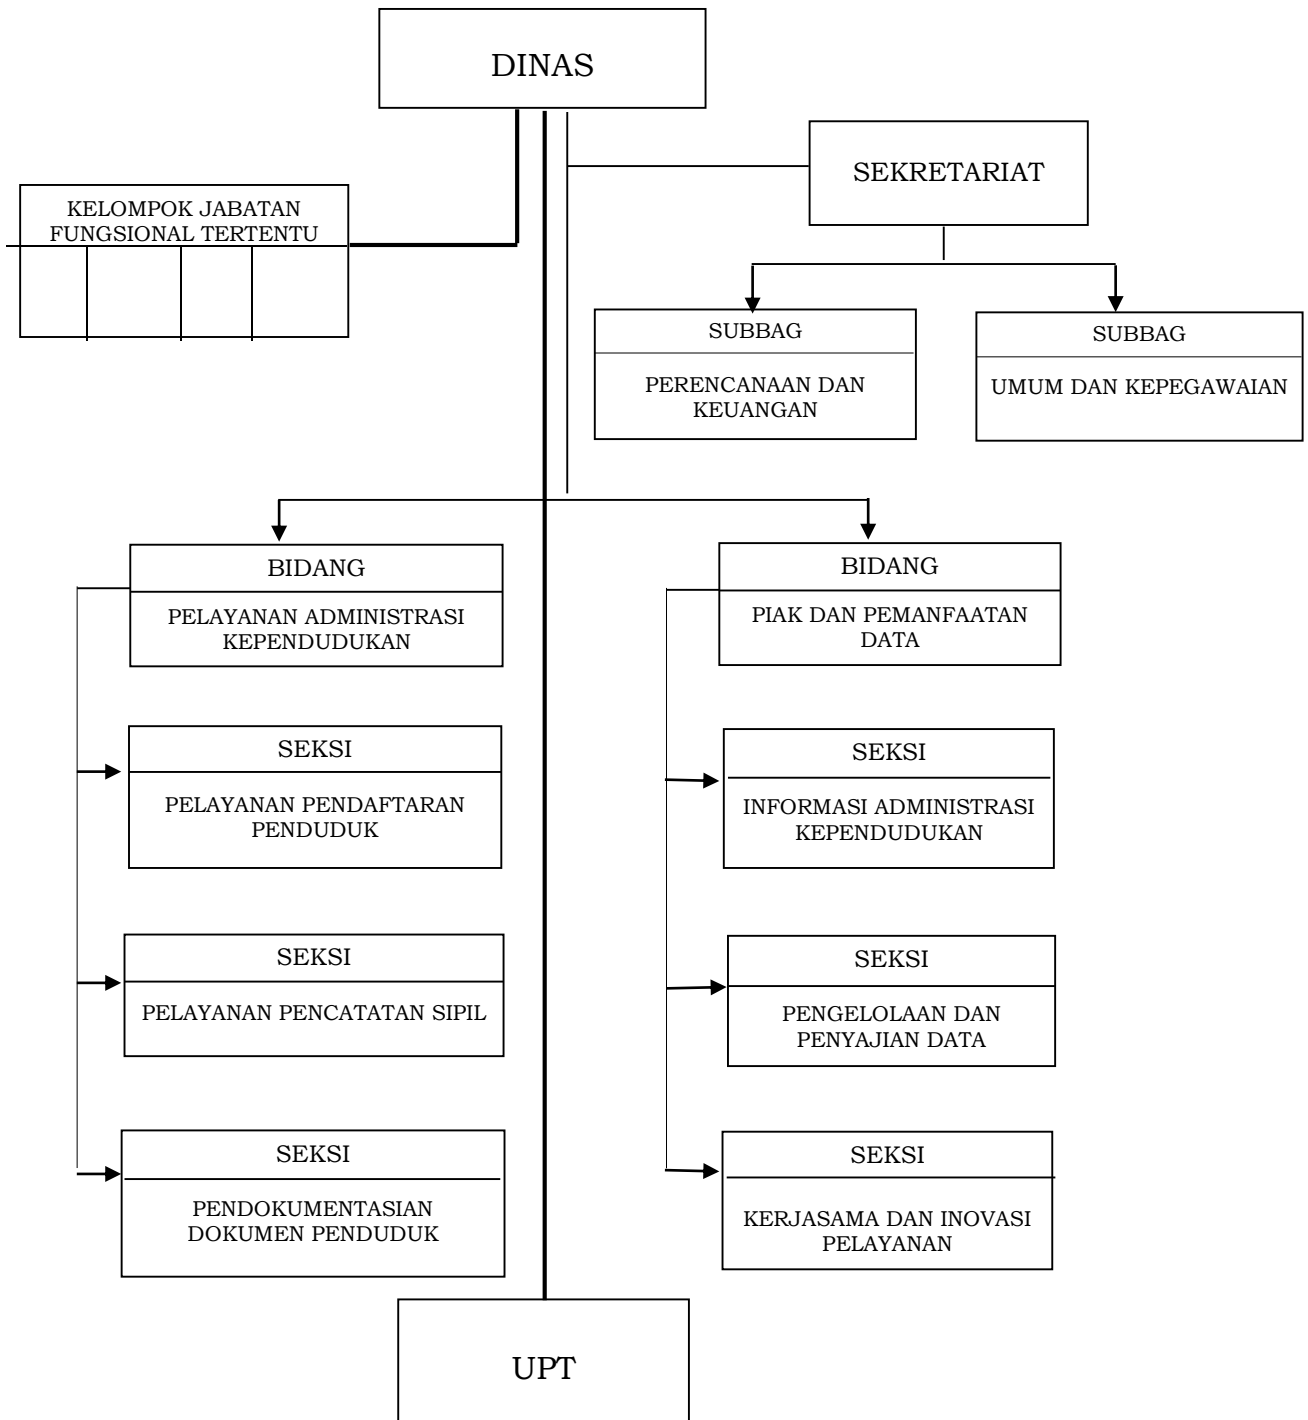 DINAS
SEKRETARIAT
KELOMPOK JABATAN
FUNGSIONAL TERTENTU
SUBBAG
PERENCANAAN DAN
KEUANGAN
SUBBAG
UMUM DAN KEPEGAWAIAN
BIDANG
PELAYANAN ADMINISTRASI
KEPENDUDUKAN
BIDANG
PIAK DAN PEMANFAATAN
DATA
SEKSI
PELAYANAN PENDAFTARAN
PENDUDUK
SEKSI
INFORMASI ADMINISTRASI
KEPENDUDUKAN
SEKSI
PELAYANAN PENCATATAN SIPIL
SEKSI
PENGELOLAAN DAN
PENYAJIAN DATA
SEKSI
PENDOKUMENTASIAN
DOKUMEN PENDUDUK
SEKSI
KERJASAMA DAN INOVASI
PELAYANAN
UPT